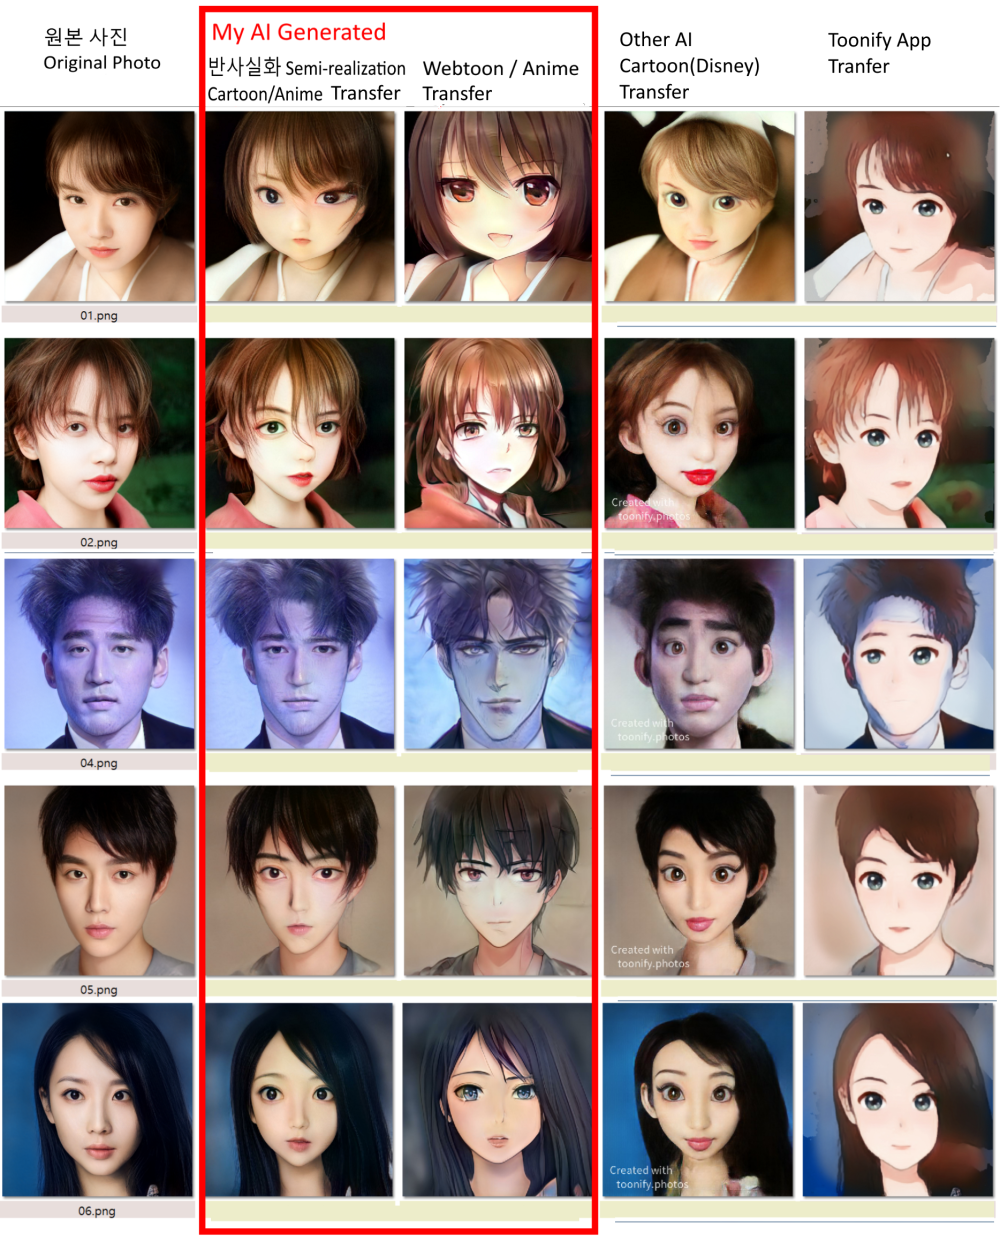 원본 사진
Original Photo
My AI Generated
반사실화 Semi-realization
Cartoon/Anime Transfer
Webtoon / Anime
Transfer
Other AI
Cartoon(Disney)
Transfer
Toonify App
Tranfer
01.png
02.png
Created with
toonify.photos
04.png
Created with
toonify.photos
05.png
Created with
toonify.photos
06.png
Created with
toonify.photos